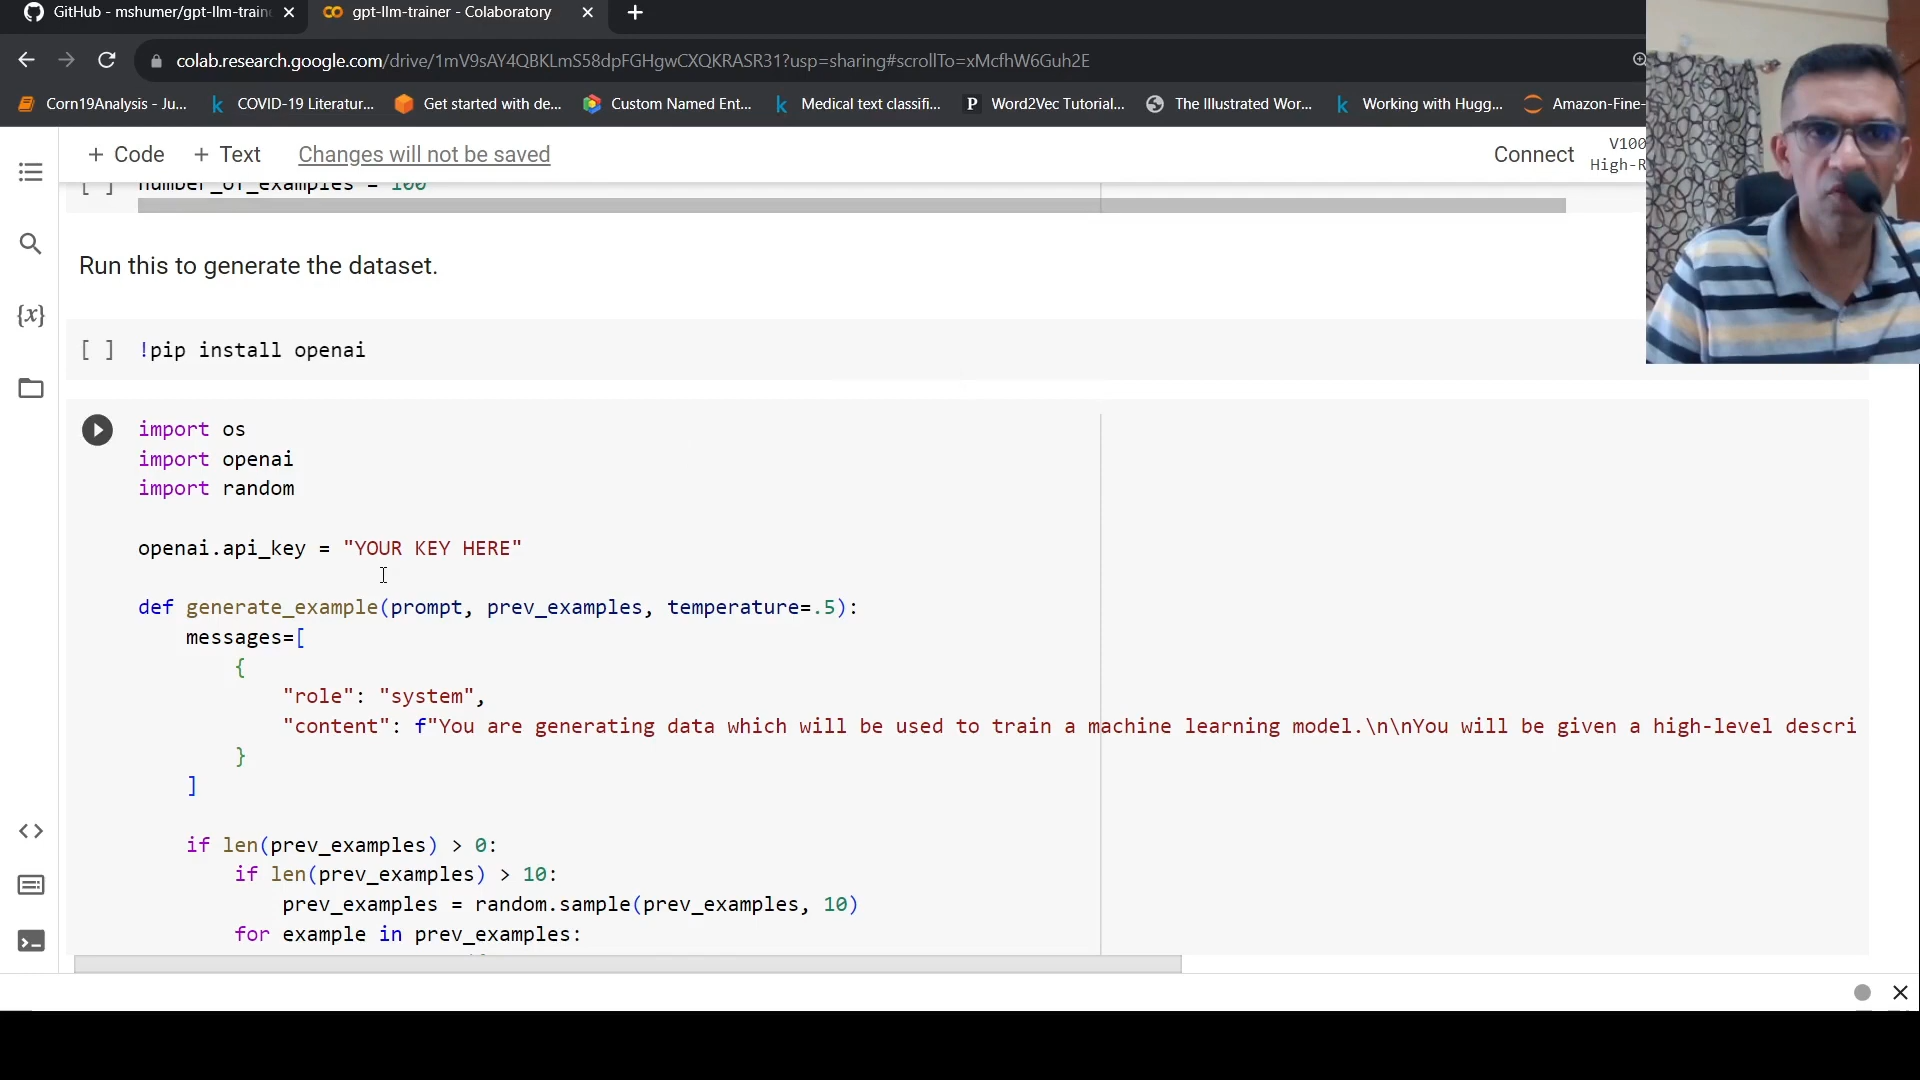 GitHub - mshumer/gpt-llm-train
gpt-llm-trainer - Colaboratory
colab.research.google.com/drive/1mV9sAY4QBKLmS58dpFGHgwCXQKRASR31?usp=sharing#scrollTo=xMcfhW6Guh2E
Corn19Analysis - Ju... COVID-19 Literatur... Get started with de... Custom Named Ent... Medical text classifi... Word2Vec Tutorial... The Illustrated Wor... Working with Hugg... Amazon-Fine-
+ Code + Text Changes will not be saved Connect V100
High-R
[ ] number_of_examples = 100
Run this to generate the dataset.
[ ] !pip install openai
import os
import openai
import random
openai.api_key = "YOUR KEY HERE"
def generate_example(prompt, prev_examples, temperature=.5):
messages=[
{
"role": "system",
"content": f"You are generating data which will be used to train a machine learning model.\n\nYou will be given a high-level descri
}
]
if len(prev_examples) > 0:
if len(prev_examples) > 10:
prev_examples = random.sample(prev_examples, 10)
for example in prev_examples: